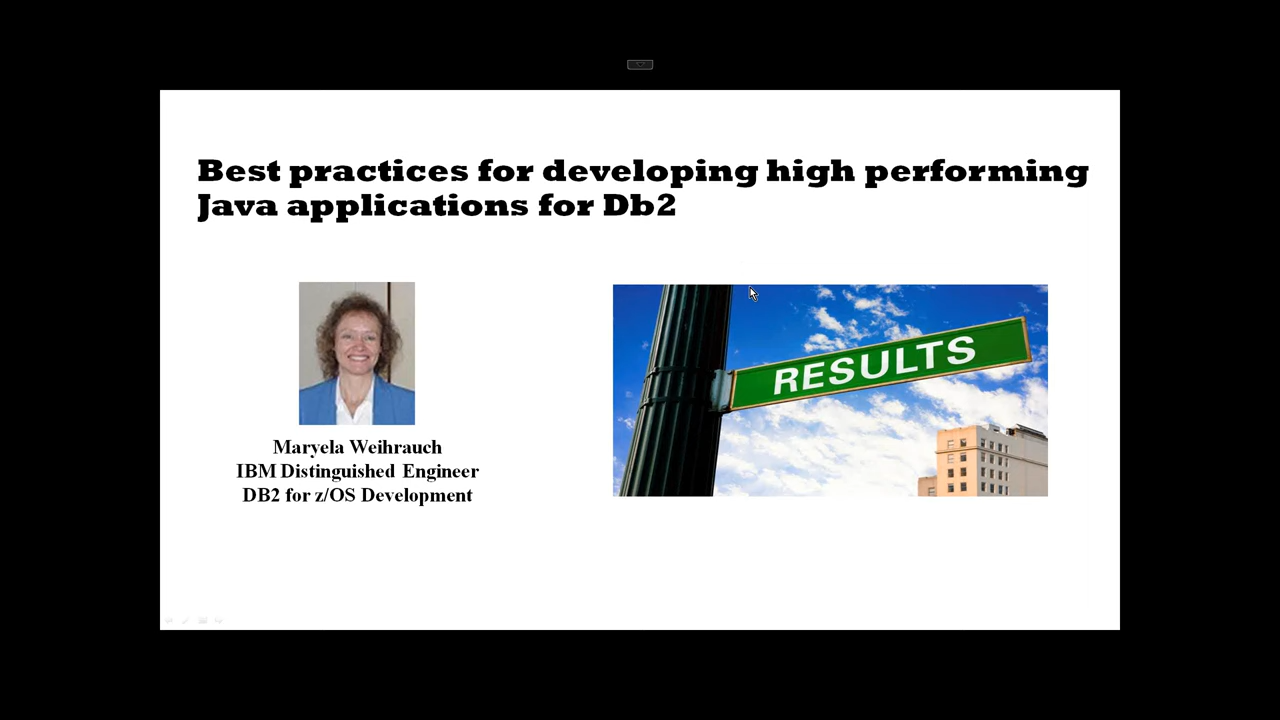 Best practices for developing high performing
Java applications for Db2
RESULTS
Maryela Weihrauch
IBM Distinguished Engineer
DB2 for z/OS Development